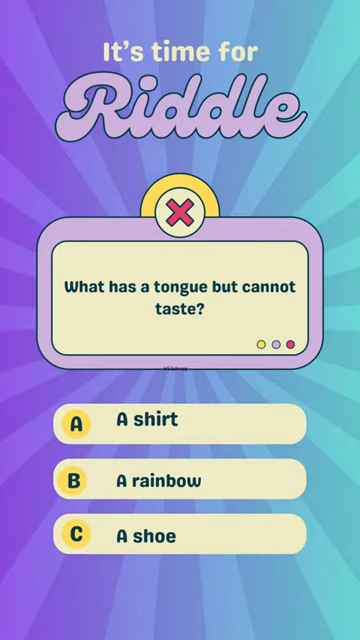 It's time for
Riddle
What has a tongue but cannot
taste?
A A shirt
B A rainbow
C A shoe